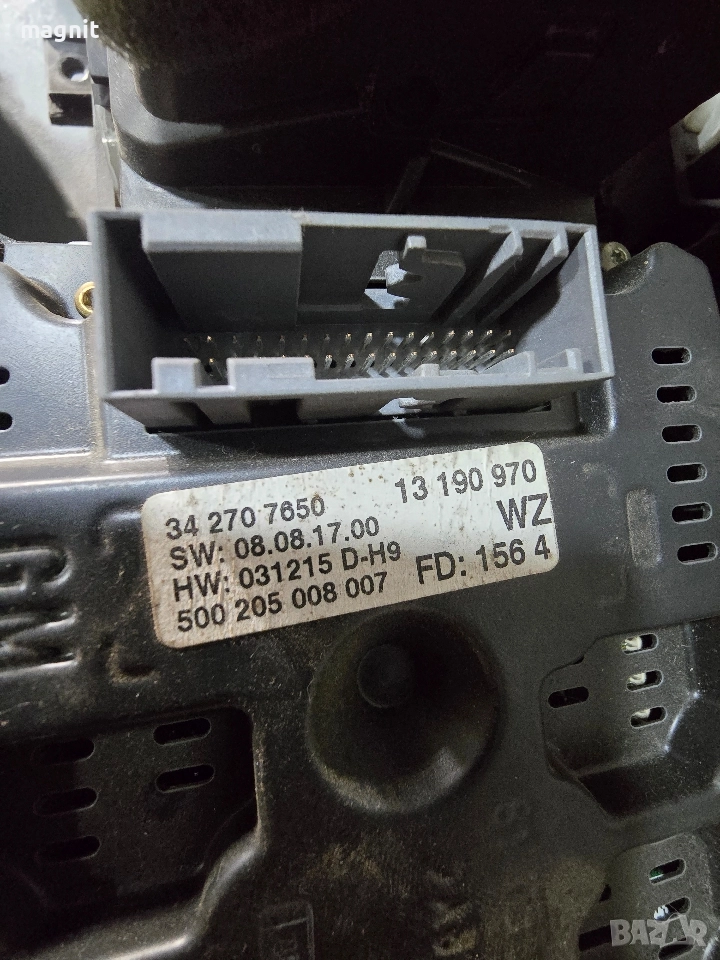 magnit
34 270 7650 13 190 970
SW: 08.08.17.00 WZ
HW: 031215 D-H9 FD: 156 4
500 205 008 007
GM
BAZAR